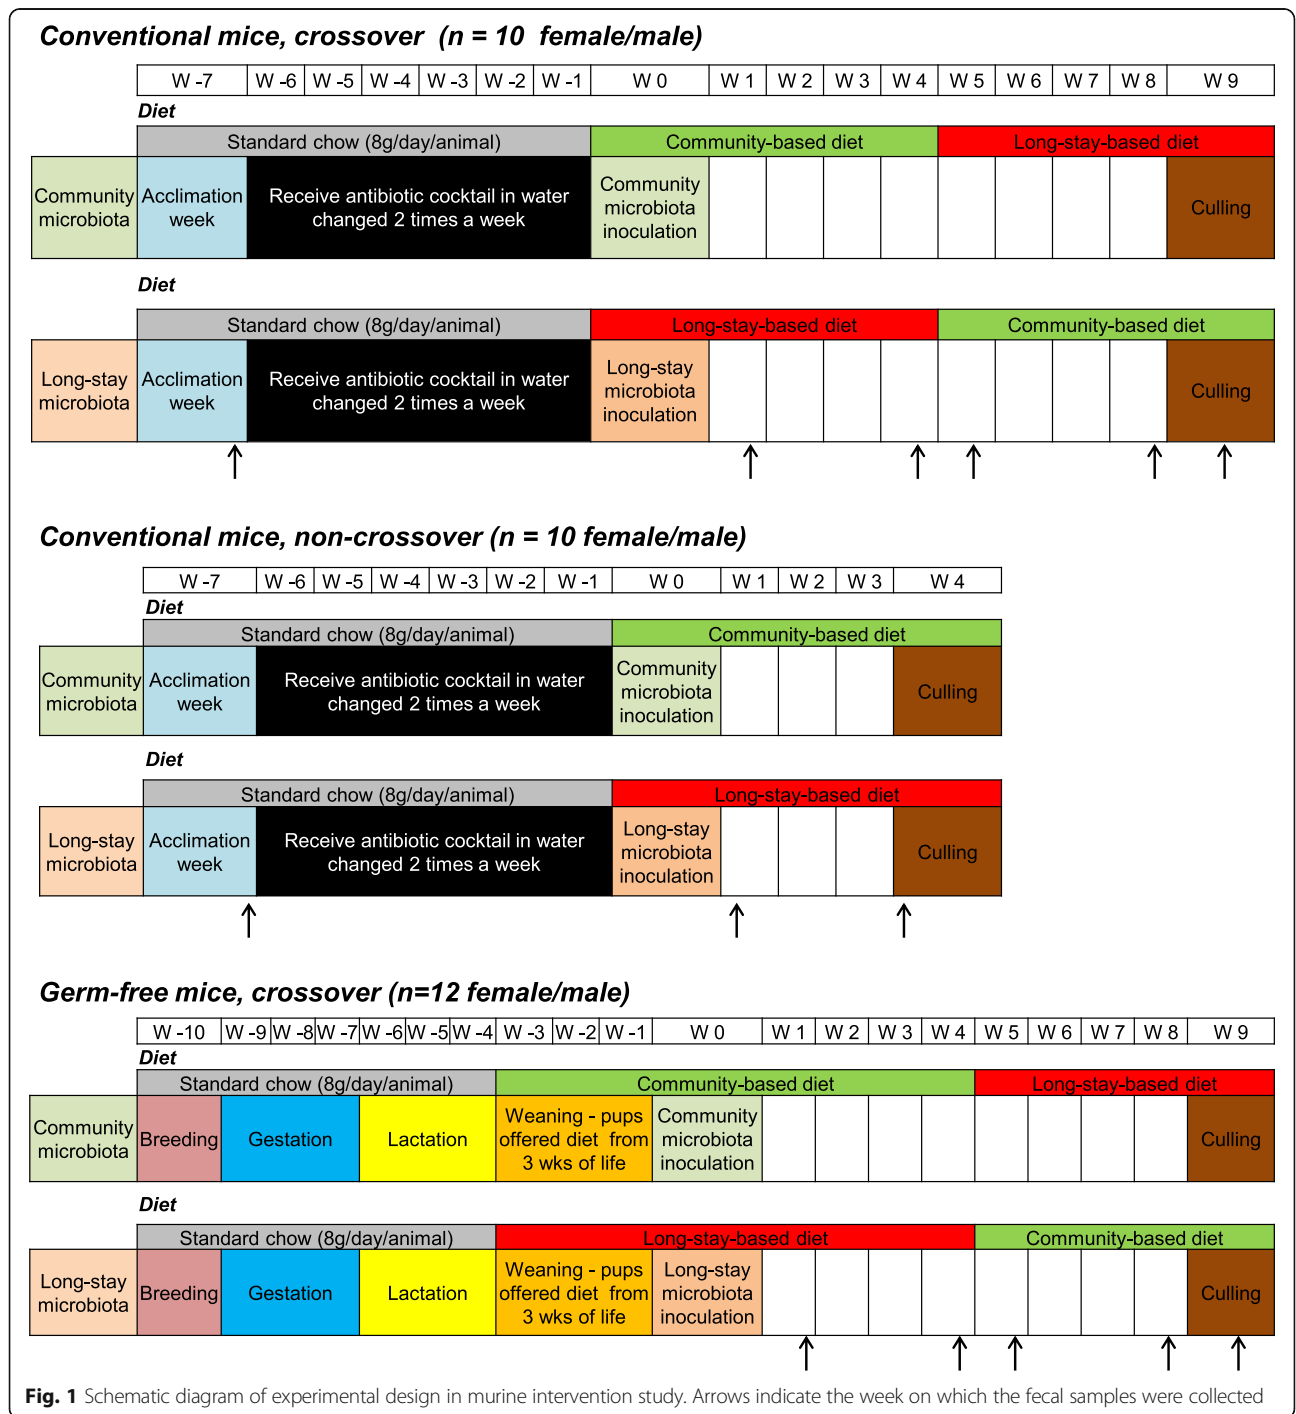 Conventional mice, crossover (n = 10 female/male)
W -7 W -6 W -5 W -4 W -3 W -2 W -1 W 0 W 1 W 2 W 3 W 4 W 5 W 6 W 7 W 8 W 9
Diet
Standard chow (8g/day/animal) Community-based diet Long-stay-based diet
Community microbiota
Acclimation week
Receive antibiotic cocktail in water changed 2 times a week
Community microbiota inoculation
Culling
Diet
Standard chow (8g/day/animal) Long-stay-based diet Community-based diet
Long-stay microbiota
Acclimation week
Receive antibiotic cocktail in water changed 2 times a week
Long-stay microbiota inoculation
Culling
Conventional mice, non-crossover (n = 10 female/male)
W -7 W -6 W -5 W -4 W -3 W -2 W -1 W 0 W 1 W 2 W 3 W 4
Diet
Standard chow (8g/day/animal) Community-based diet
Community microbiota
Acclimation week
Receive antibiotic cocktail in water changed 2 times a week
Community microbiota inoculation
Culling
Diet
Standard chow (8g/day/animal) Long-stay-based diet
Long-stay microbiota
Acclimation week
Receive antibiotic cocktail in water changed 2 times a week
Long-stay microbiota inoculation
Culling
Germ-free mice, crossover (n=12 female/male)
W -10 W -9 W -8 W -7 W -6 W -5 W -4 W -3 W -2 W -1 W 0 W 1 W 2 W 3 W 4 W 5 W 6 W 7 W 8 W 9
Diet
Standard chow (8g/day/animal) Community-based diet Long-stay-based diet
Community microbiota
Breeding
Gestation
Lactation
Weaning - pups offered diet from 3 wks of life
Community microbiota inoculation
Culling
Diet
Standard chow (8g/day/animal) Long-stay-based diet Community-based diet
Long-stay microbiota
Breeding
Gestation
Lactation
Weaning - pups offered diet from 3 wks of life
Long-stay microbiota inoculation
Culling
Fig. 1 Schematic diagram of experimental design in murine intervention study. Arrows indicate the week on which the fecal samples were collected